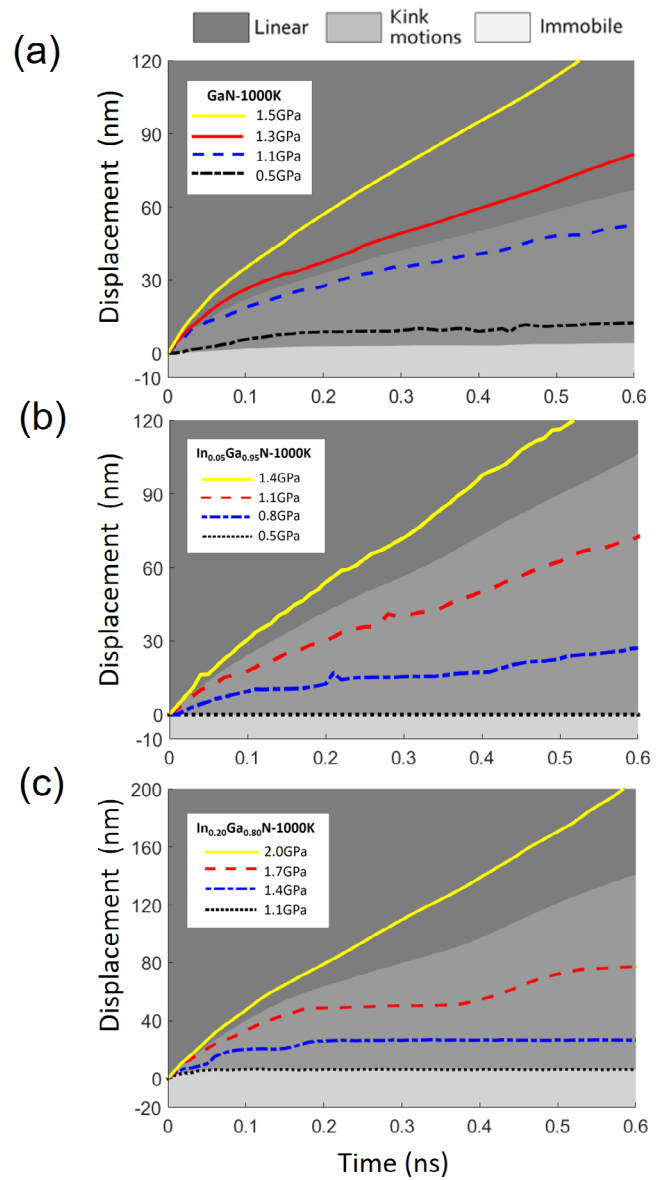 Linear
Kink motions
Immobile
(a)
Displacement (nm)
120
90
60
30
0
-10
GaN-1000K
1.5GPa
1.3GPa
1.1GPa
0.5GPa
0 0.1 0.2 0.3 0.4 0.5 0.6
(b)
Displacement (nm)
120
90
60
30
0
-10
In0.05Ga0.95N-1000K
1.4GPa
1.1GPa
0.8GPa
0.5GPa
0 0.1 0.2 0.3 0.4 0.5 0.6
(c)
Displacement (nm)
200
160
120
80
40
0
-20
In0.20Ga0.80N-1000K
2.0GPa
1.7GPa
1.4GPa
1.1GPa
0 0.1 0.2 0.3 0.4 0.5 0.6
Time (ns)